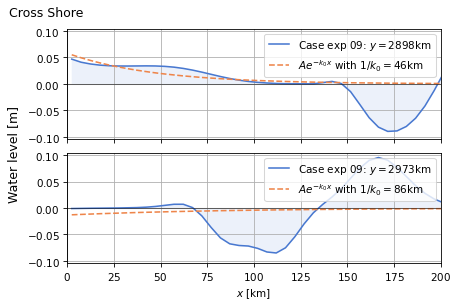 Cross Shore
Water level [m]
0.10
0.05
0.00
−0.05
−0.10
Case exp 09: y = 2898km
Ae^{−k₀x} with 1/k₀ = 46km
0.10
0.05
0.00
−0.05
−0.10
Case exp 09: y = 2973km
Ae^{−k₀x} with 1/k₀ = 86km
0 25 50 75 100 125 150 175 200
x [km]